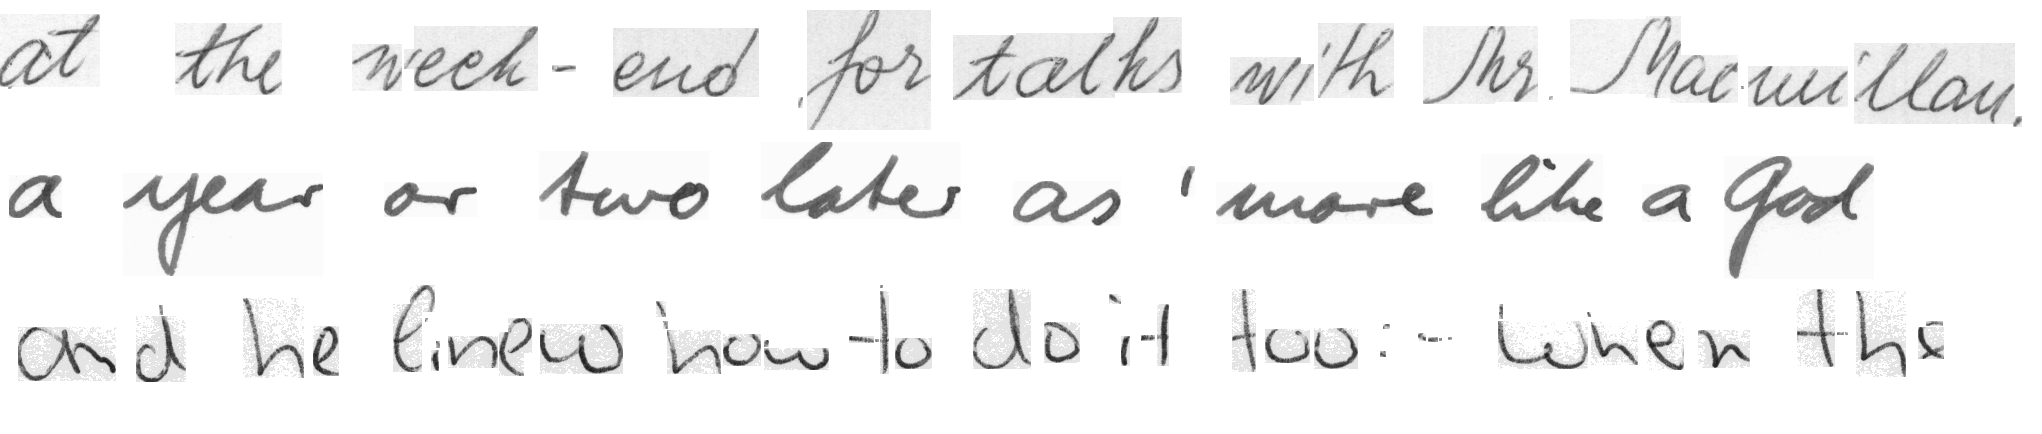 at the week-end for talks with Mr. Macmillan.
a year or two later as 'more like a God
and he knew how to do it too :- when the